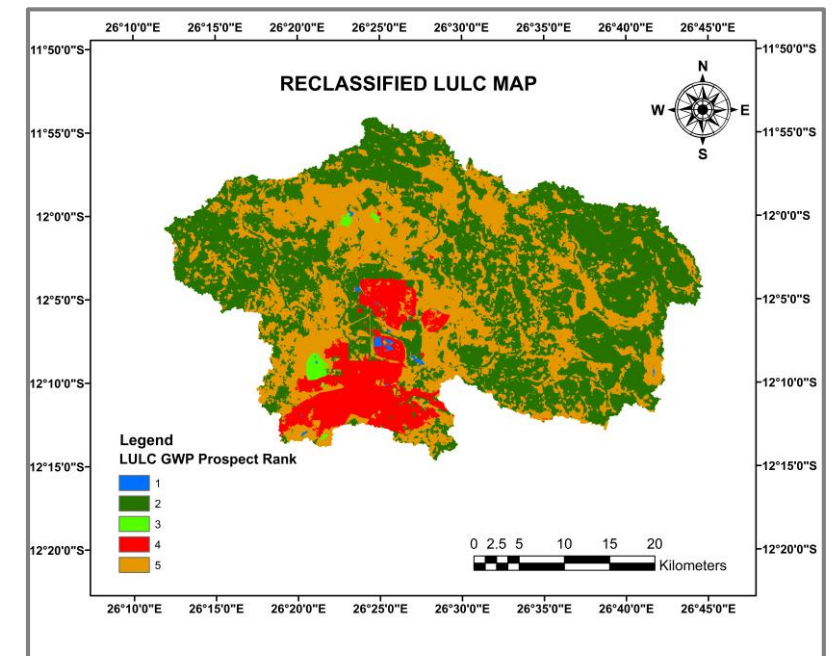 26°10'0"E 26°15'0"E 26°20'0"E 26°25'0"E 26°30'0"E 26°35'0"E 26°40'0"E 26°45'0"E
11°50'0"S 11°50'0"S
RECLASSIFIED LULC MAP
N
W E
S
11°55'0"S 11°55'0"S
12°0'0"S 12°0'0"S
12°5'0"S 12°5'0"S
12°10'0"S 12°10'0"S
Legend
LULC GWP Prospect Rank
12°15'0"S 12°15'0"S
1
2
3
4
5
0 2.5 5 10 15 20
Kilometers
12°20'0"S 12°20'0"S
26°10'0"E 26°15'0"E 26°20'0"E 26°25'0"E 26°30'0"E 26°35'0"E 26°40'0"E 26°45'0"E